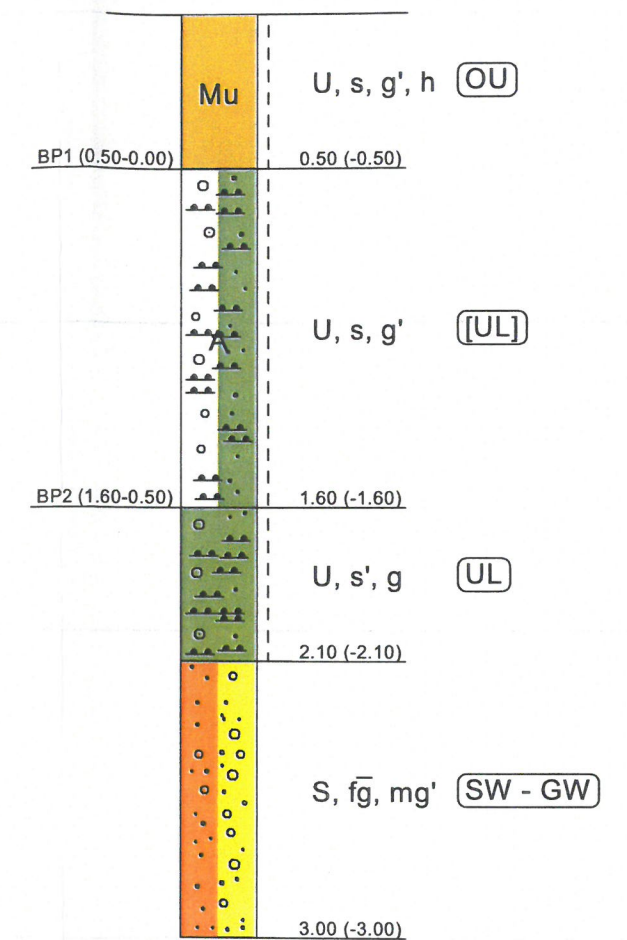 Mu
U, s, g', h OU
BP1 (0.50-0.00) 0.50 (-0.50)
A
U, s, g' [UL]
BP2 (1.60-0.50) 1.60 (-1.60)
U, s', g UL
2.10 (-2.10)
S, fg̅, mg' SW - GW
3.00 (-3.00)